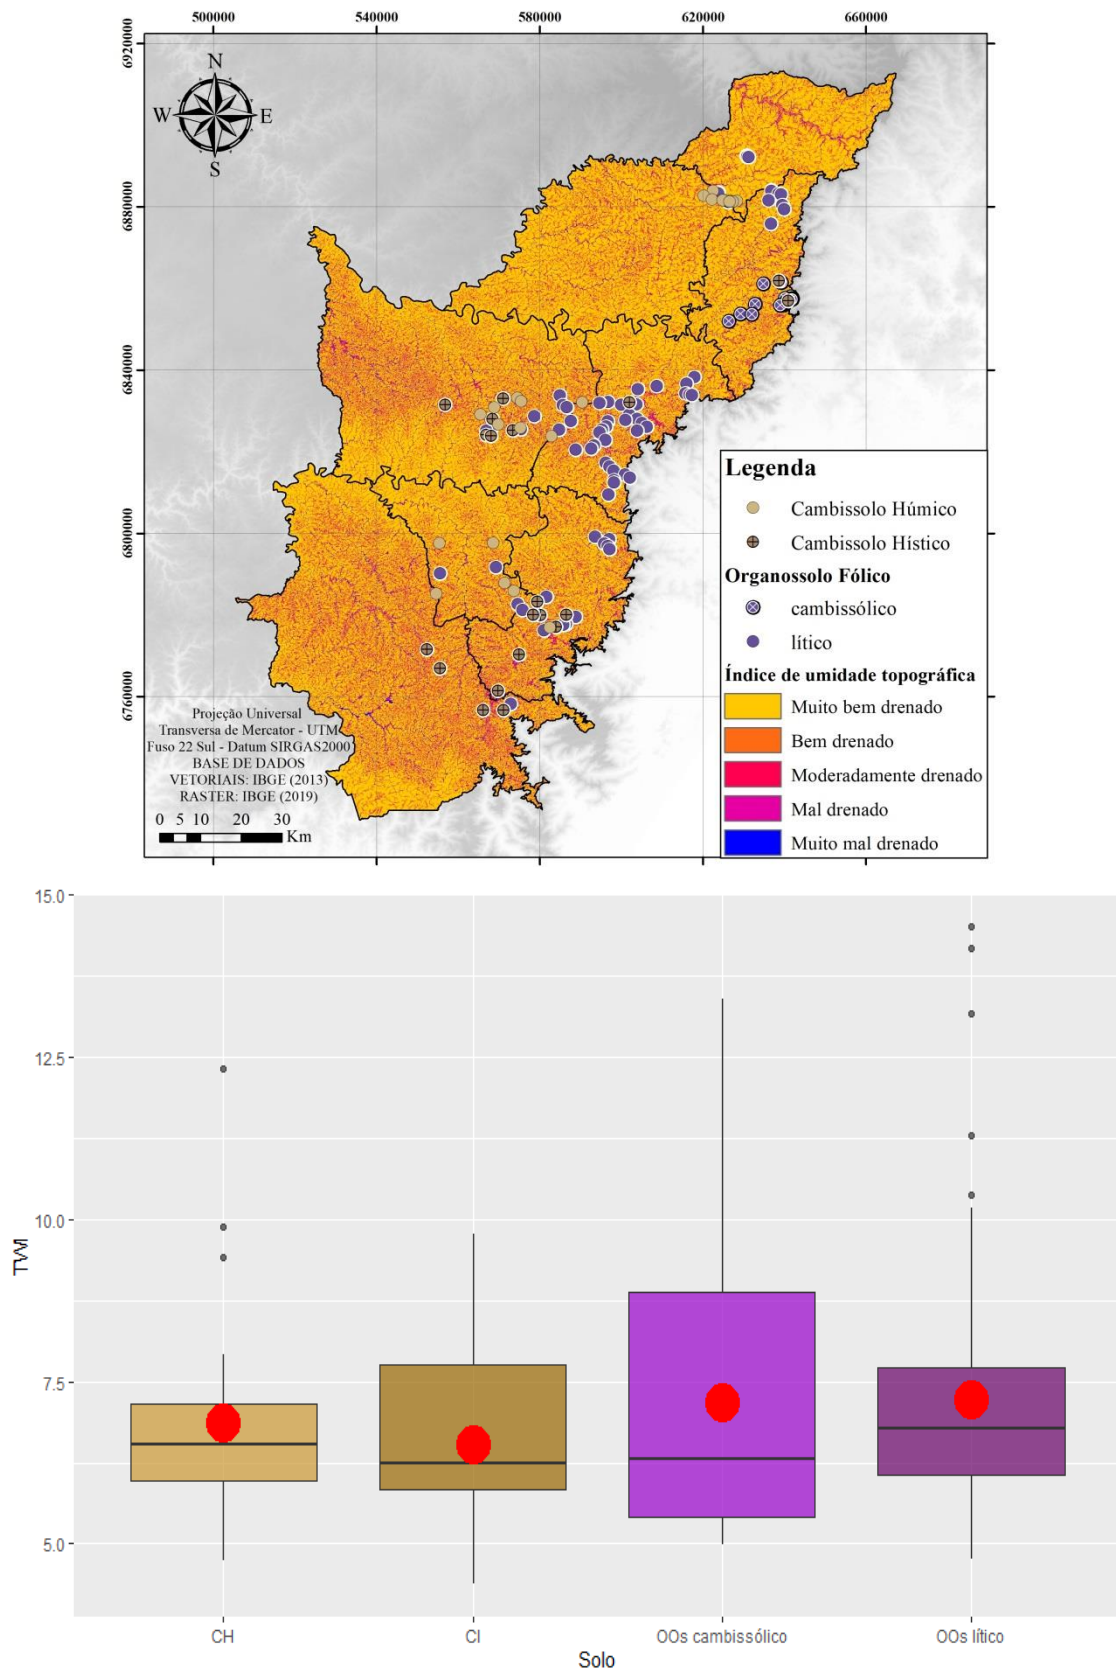 500000 540000 580000 620000 660000
6920000
6880000
6840000
6800000
6760000
N
W E
S
Legenda
Cambissolo Húmico
Cambissolo Hístico
Organossolo Fólico
cambissólico
lítico
Índice de umidade topográfica
Muito bem drenado
Bem drenado
Moderadamente drenado
Mal drenado
Muito mal drenado
Projeção Universal
Transversa de Mercator - UTM
Fuso 22 Sul - Datum SIRGAS2000
BASE DE DADOS
VETORIAIS: IBGE (2013)
RASTER: IBGE (2019)
0 5 10 20 30
Km
15.0
12.5
10.0
7.5
5.0
TWI
CH CI OOs cambissólico OOs lítico
Solo